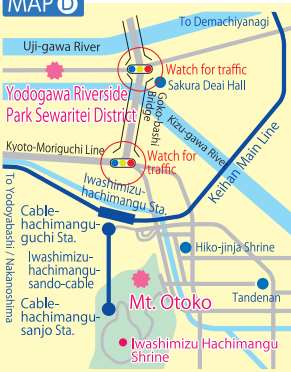 MAP D
To Demachiyanagi
Uji-gawa River
Watch for traffic
Sakura Deai Hall
Yodogawa Riverside
Park Sewaritei District
Goko-bashi
Bridge
Kizu-gawa River
Kyoto-Moriguchi Line
Watch for
traffic
Keihan Main Line
Iwashimizu-
hachimangu Sta.
To Yodoyabashi / Nakanoshima
Cable-
hachimangu-
guchi Sta.
Hiko-jinja Shrine
Iwashimizu-
hachimangu-
sando-cable
Mt. Otoko
Tandenan
Cable-
hachimangu-
sanjo Sta.
Iwashimizu Hachimangu
Shrine